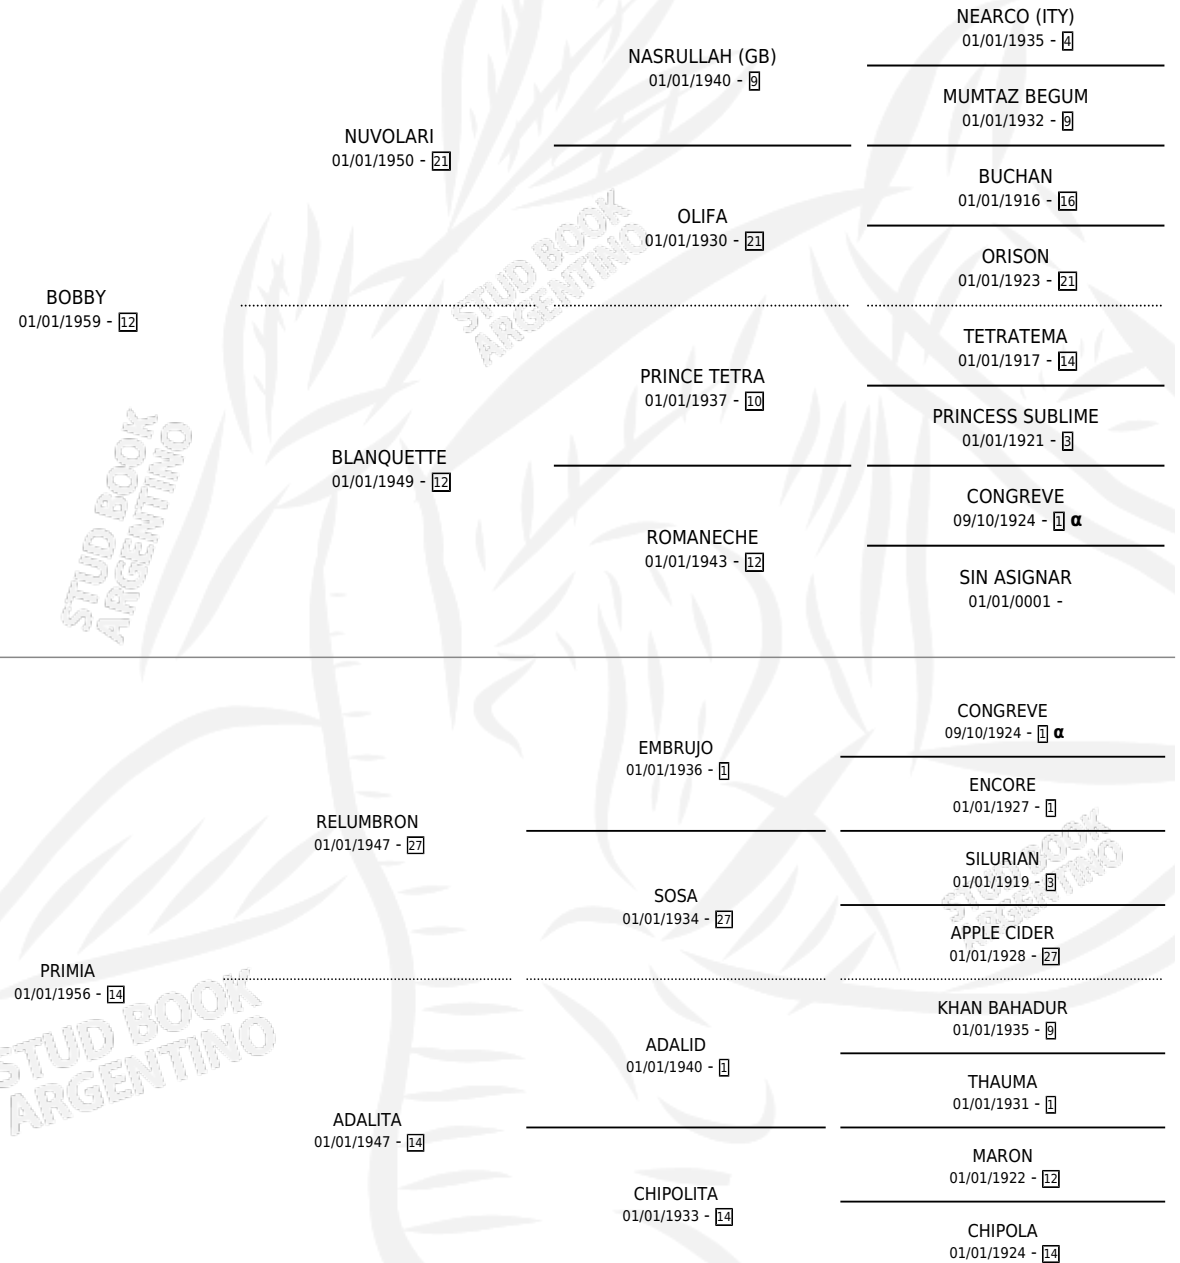 NEARCO (ITY)
01/01/1935 - 4
NASRULLAH (GB)
01/01/1940 - 9
MUMTAZ BEGUM
01/01/1932 - 9
NUVOLARI
01/01/1950 - 21
BUCHAN
01/01/1916 - 16
OLIFA
01/01/1930 - 21
ORISON
01/01/1923 - 21
BOBBY
01/01/1959 - 12
TETRATEMA
01/01/1917 - 14
PRINCE TETRA
01/01/1937 - 10
PRINCESS SUBLIME
01/01/1921 - 3
BLANQUETTE
01/01/1949 - 12
CONGREVE
09/10/1924 - 1 α
ROMANECHE
01/01/1943 - 12
SIN ASIGNAR
01/01/0001 -
CONGREVE
09/10/1924 - 1 α
EMBRUJO
01/01/1936 - 1
ENCORE
01/01/1927 - 1
RELUMBRON
01/01/1947 - 27
SILURIAN
01/01/1919 - 3
SOSA
01/01/1934 - 27
APPLE CIDER
01/01/1928 - 27
PRIMIA
01/01/1956 - 14
KHAN BAHADUR
01/01/1935 - 9
ADALID
01/01/1940 - 1
THAUMA
01/01/1931 - 1
ADALITA
01/01/1947 - 14
MARON
01/01/1922 - 12
CHIPOLITA
01/01/1933 - 14
CHIPOLA
01/01/1924 - 14
STUD BOOK
ARGENTINO
STUD BOOK
ARGENTINO
STUD BOOK
ARGENTINO
STUD BOOK
ARGENTINO